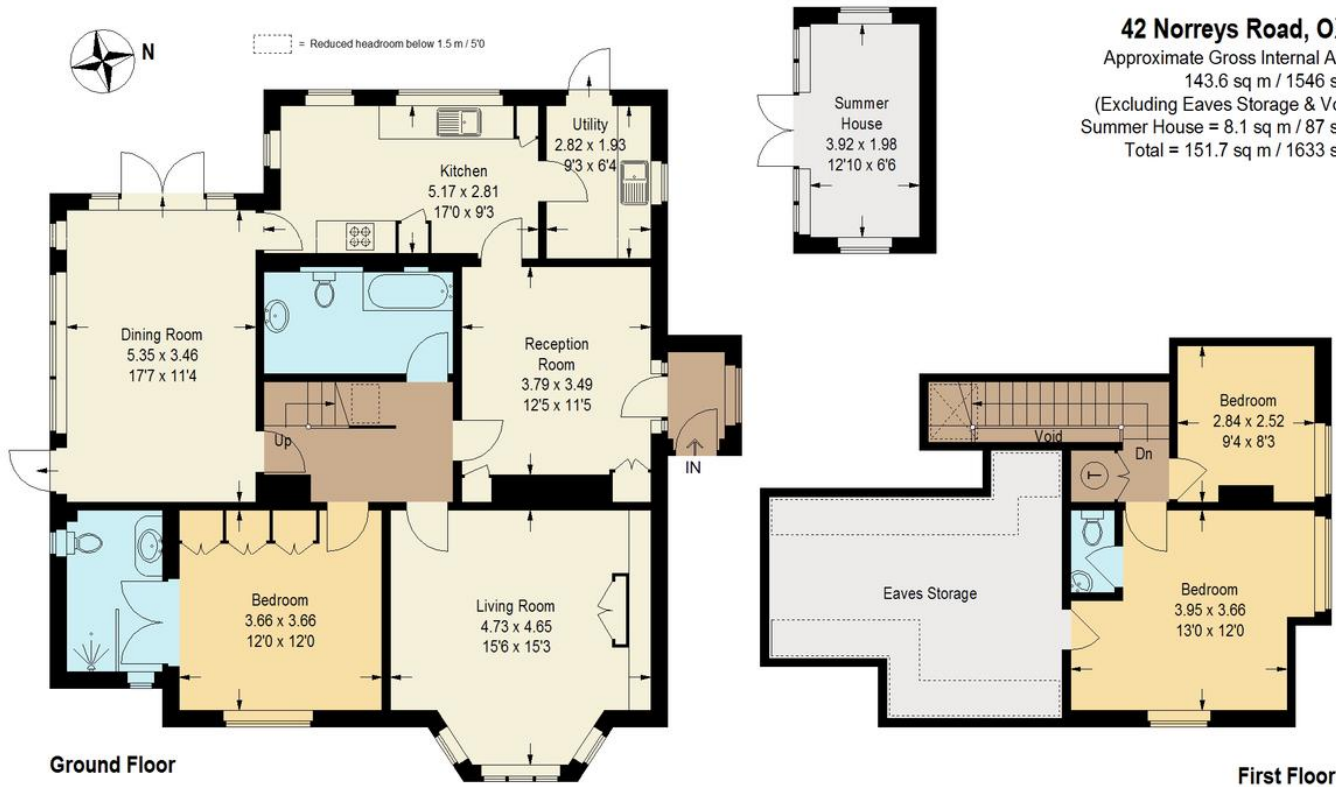 42 Norreys Road, O
Approximate Gross Internal A
143.6 sq m / 1546 s
(Excluding Eaves Storage & Vo
Summer House = 8.1 sq m / 87 s
Total = 151.7 sq m / 1633 s
N
= Reduced headroom below 1.5 m / 5'0
Summer
House
3.92 x 1.98
12'10 x 6'6
Utility
2.82 x 1.93
9'3 x 6'4
Kitchen
5.17 x 2.81
17'0 x 9'3
Dining Room
5.35 x 3.46
17'7 x 11'4
Reception
Room
3.79 x 3.49
12'5 x 11'5
Up
IN
Bedroom
3.66 x 3.66
12'0 x 12'0
Living Room
4.73 x 4.65
15'6 x 15'3
Ground Floor
Bedroom
2.84 x 2.52
9'4 x 8'3
Void
Dn
T
Eaves Storage
Bedroom
3.95 x 3.66
13'0 x 12'0
First Floor